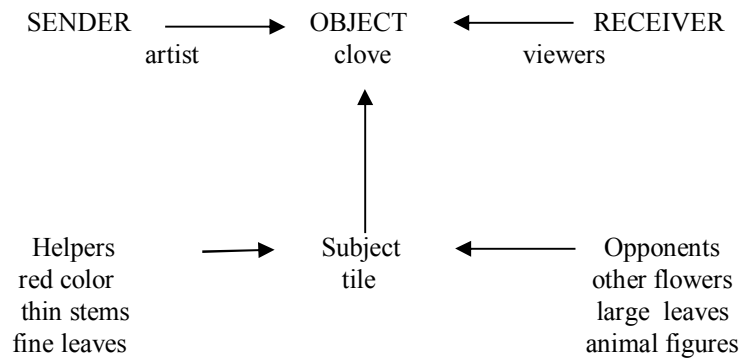 SENDER OBJECT RECEIVER
artist clove viewers
Helpers Subject Opponents
red color tile other flowers
thin stems large leaves
fine leaves animal figures